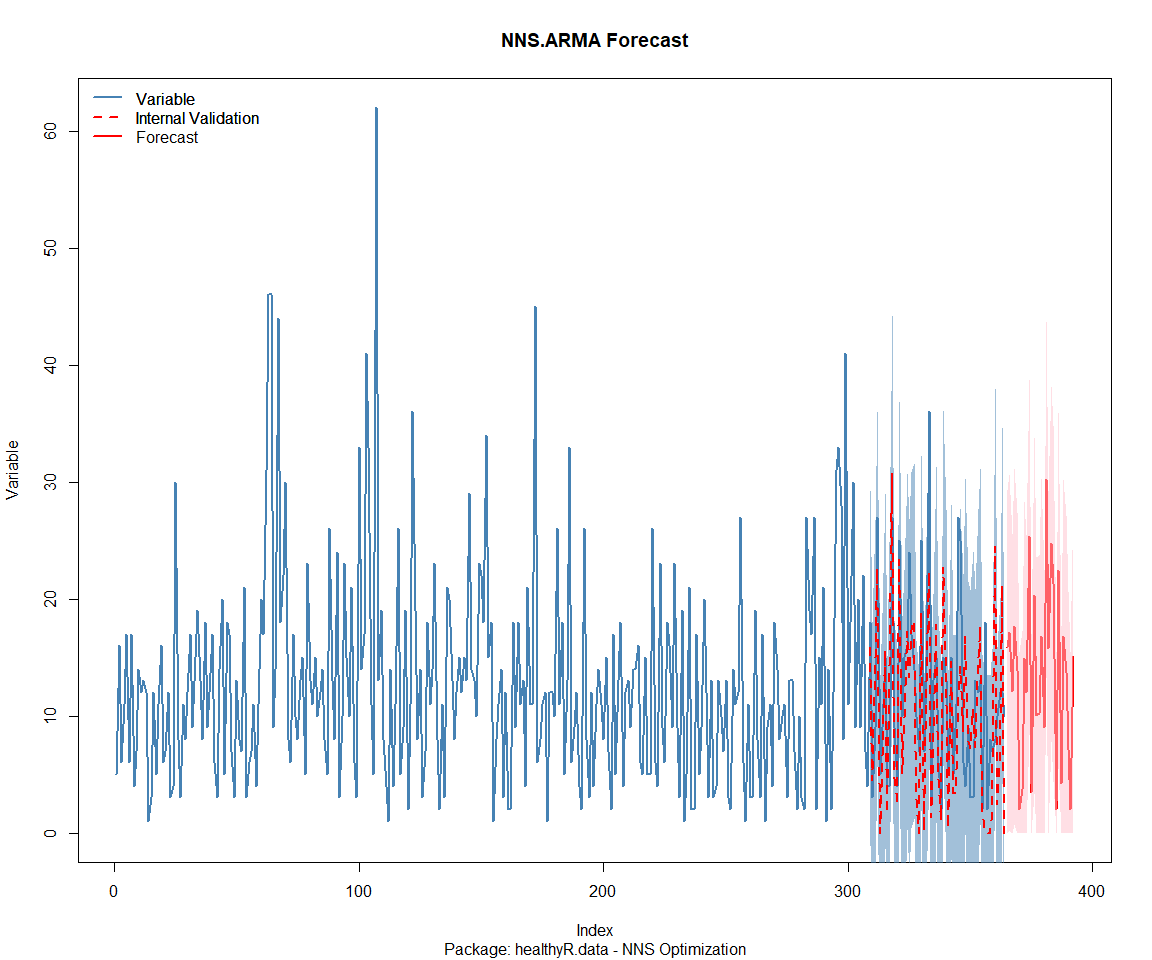 NNS.ARMA Forecast
Variable
Internal Validation
Forecast
60
50
40
30
20
10
0
Variable
0 100 200 300 400
Index
Package: healthyR.data - NNS Optimization